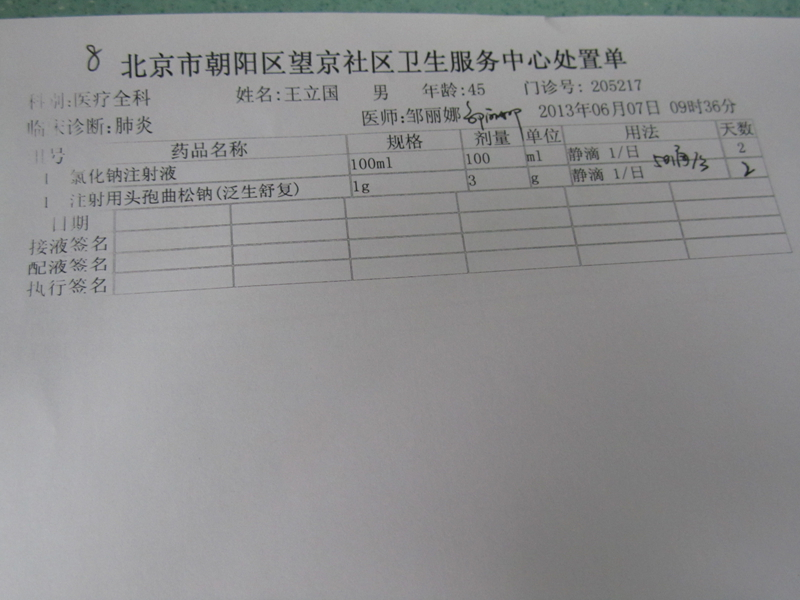 8 北京市朝阳区望京社区卫生服务中心处置单
科别:医疗全科 姓名:王立国 男 年龄:45 门诊号: 205217
临床诊断:肺炎 医师:邹丽娜 2013年06月07日 09时36分
组号 药品名称 规格 剂量 单位 用法 天数
1 氯化钠注射液 100ml 100 ml 静滴 1/日 2
1 注射用头孢曲松钠(泛生舒复) 1g 3 g 静滴 1/日 2
日期
接液签名
配液签名
执行签名